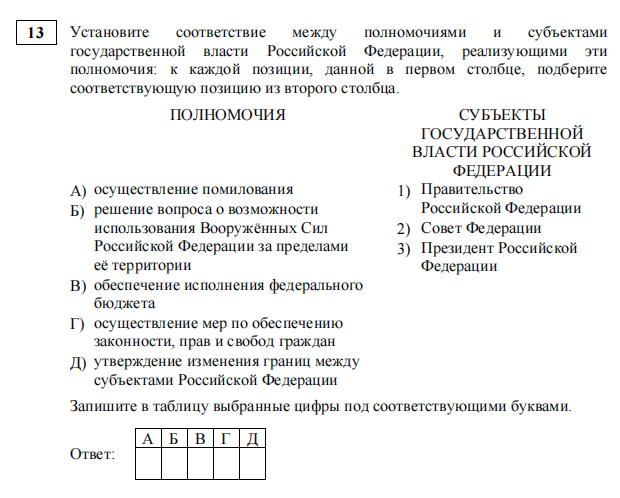 13
Установите соответствие между полномочиями и субъектами
государственной власти Российской Федерации, реализующими эти
полномочия: к каждой позиции, данной в первом столбце, подберите
соответствующую позицию из второго столбца.
ПОЛНОМОЧИЯ
СУБЪЕКТЫ
ГОСУДАРСТВЕННОЙ
ВЛАСТИ РОССИЙСКОЙ
ФЕДЕРАЦИИ
А) осуществление помилования
Б) решение вопроса о возможности
использования Вооружённых Сил
Российской Федерации за пределами
её территории
В) обеспечение исполнения федерального
бюджета
Г) осуществление мер по обеспечению
законности, прав и свобод граждан
Д) утверждение изменения границ между
субъектами Российской Федерации
1) Правительство
Российской Федерации
2) Совет Федерации
3) Президент Российской
Федерации
Запишите в таблицу выбранные цифры под соответствующими буквами.
А Б В Г Д
Ответ: